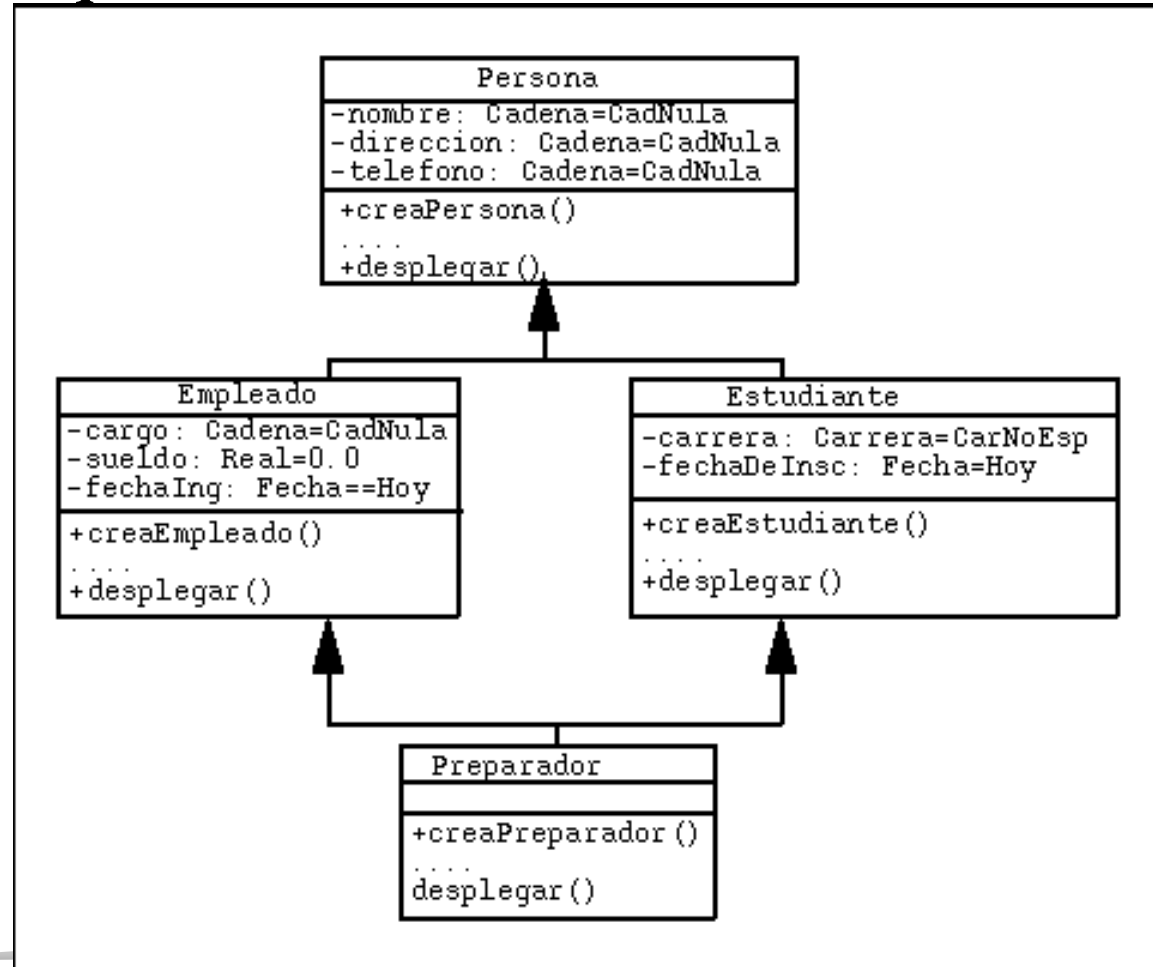 Persona
-nombre: Cadena=CadNula
-direccion: Cadena=CadNula
-telefono: Cadena=CadNula
+creaPersona()
....
+desplegar()
Empleado
-cargo: Cadena=CadNula
-sueldo: Real=0.0
-fechaIng: Fecha==Hoy
+creaEmpleado()
....
+desplegar()
Estudiante
-carrera: Carrera=CarNoEsp
-fechaDeInsc: Fecha=Hoy
+creaEstudiante()
....
+desplegar()
Preparador
+creaPreparador()
....
desplegar()